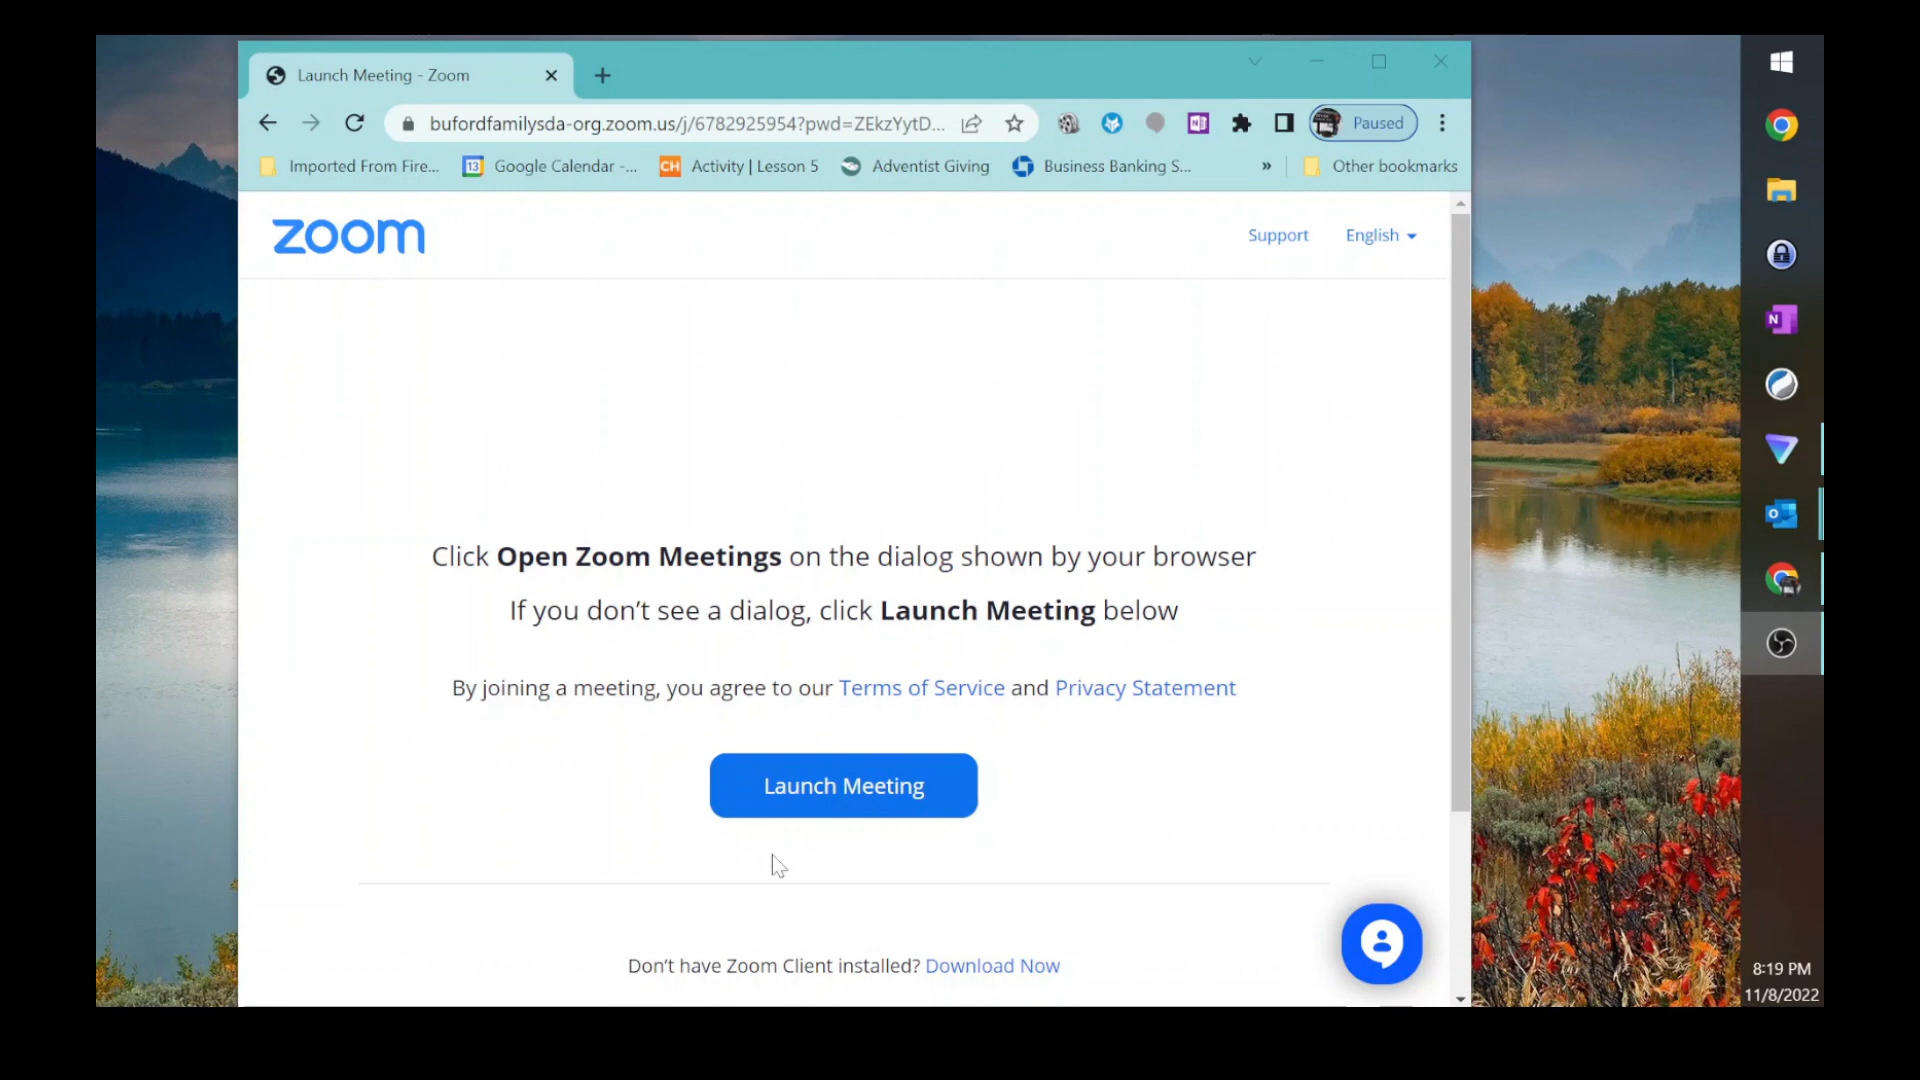 Launch Meeting - Zoom
bufordfamilysda-org.zoom.us/j/6782925954?pwd=ZEkzYytD...
Paused
Imported From Fire...
13
Google Calendar -...
CH
Activity | Lesson 5
Adventist Giving
Business Banking S...
»
Other bookmarks
zoom
Support
English
Click Open Zoom Meetings on the dialog shown by your browser
If you don't see a dialog, click Launch Meeting below
By joining a meeting, you agree to our Terms of Service and Privacy Statement
Launch Meeting
Don't have Zoom Client installed? Download Now
8:19 PM
11/8/2022